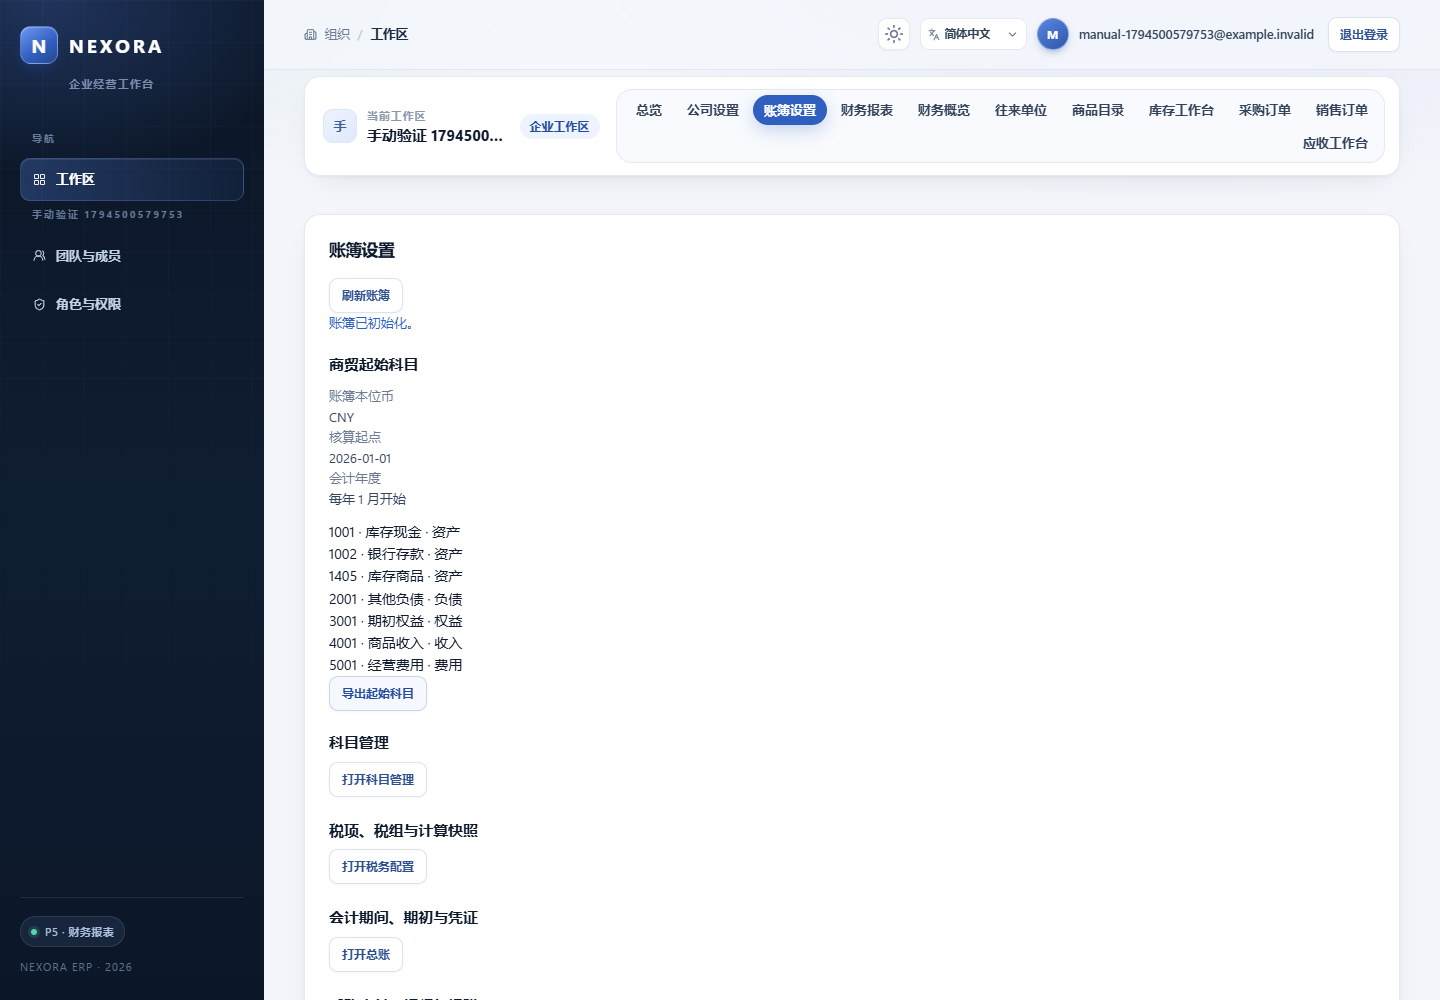 N NEXORA
企业经营工作台
导航
工作区
手动验证 1794500579753
团队与成员
角色与权限
P5 · 财务报表
NEXORA ERP · 2026
组织 / 工作区
简体中文
M
manual-1794500579753@example.invalid
退出登录
手
当前工作区
手动验证 1794500...
企业工作区
总览 公司设置 账簿设置 财务报表 财务概览 往来单位 商品目录 库存工作台 采购订单 销售订单
应收工作台
账簿设置
刷新账簿
账簿已初始化。
商贸起始科目
账簿本位币
CNY
核算起点
2026-01-01
会计年度
每年 1 月开始
1001 · 库存现金 · 资产
1002 · 银行存款 · 资产
1405 · 库存商品 · 资产
2001 · 其他负债 · 负债
3001 · 期初权益 · 权益
4001 · 商品收入 · 收入
5001 · 经营费用 · 费用
导出起始科目
科目管理
打开科目管理
税项、税组与计算快照
打开税务配置
会计期间、期初与凭证
打开总账